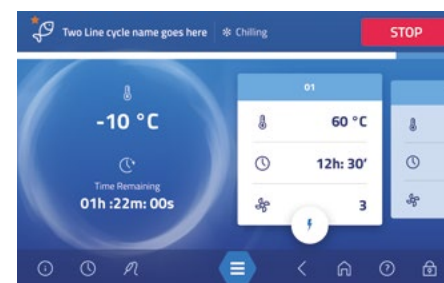 Two Line cycle name goes here
Chilling
STOP
-10 °C
Time Remaining
01h :22m: 00s
01
60 °C
12h: 30'
3